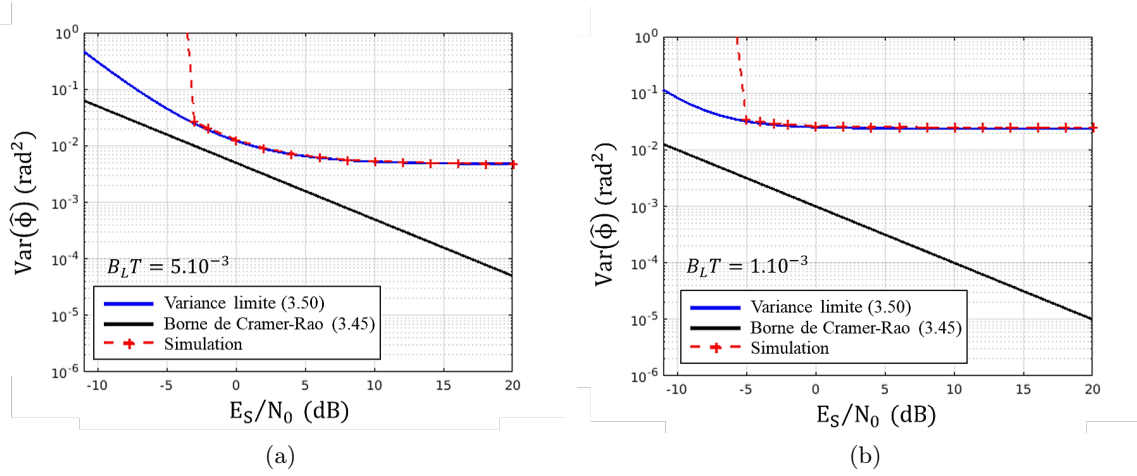 10^0
10^-1
10^-2
10^-3
10^-4
10^-5
10^-6
Var(ϕ̂) (rad²)
B_L T = 5.10^-3
Variance limite (3.50)
Borne de Cramer-Rao (3.45)
Simulation
-10 -5 0 5 10 15 20
E_S/N_0 (dB)
(a)
10^0
10^-1
10^-2
10^-3
10^-4
10^-5
10^-6
Var(ϕ̂) (rad²)
B_L T = 1.10^-3
Variance limite (3.50)
Borne de Cramer-Rao (3.45)
Simulation
-10 -5 0 5 10 15 20
E_S/N_0 (dB)
(b)